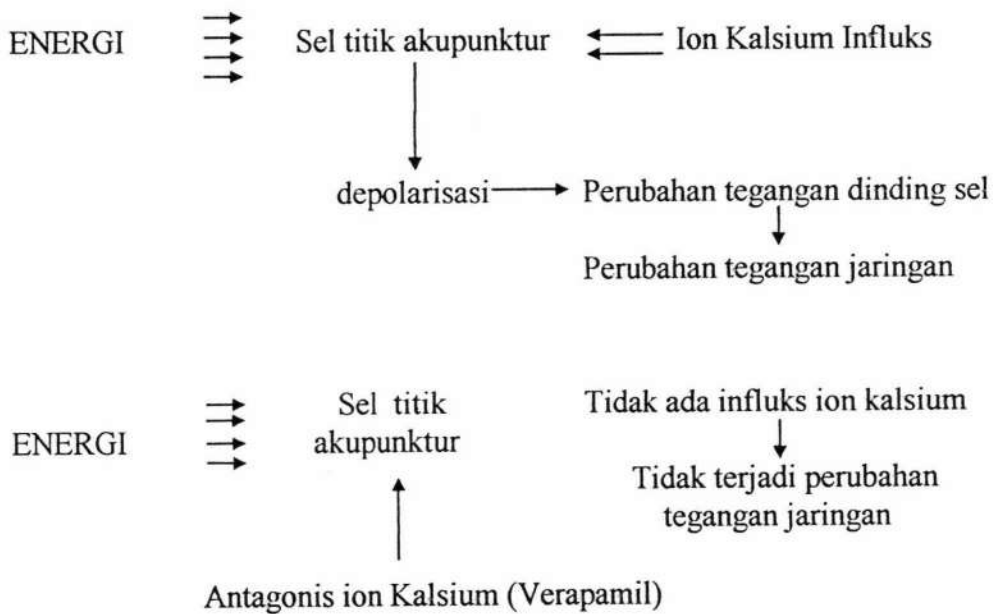 ENERGI
Sel titik akupunktur
Ion Kalsium Influks
depolarisasi
Perubahan tegangan dinding sel
Perubahan tegangan jaringan
ENERGI
Sel titik
akupunktur
Tidak ada influks ion kalsium
Tidak terjadi perubahan
tegangan jaringan
Antagonis ion Kalsium (Verapamil)